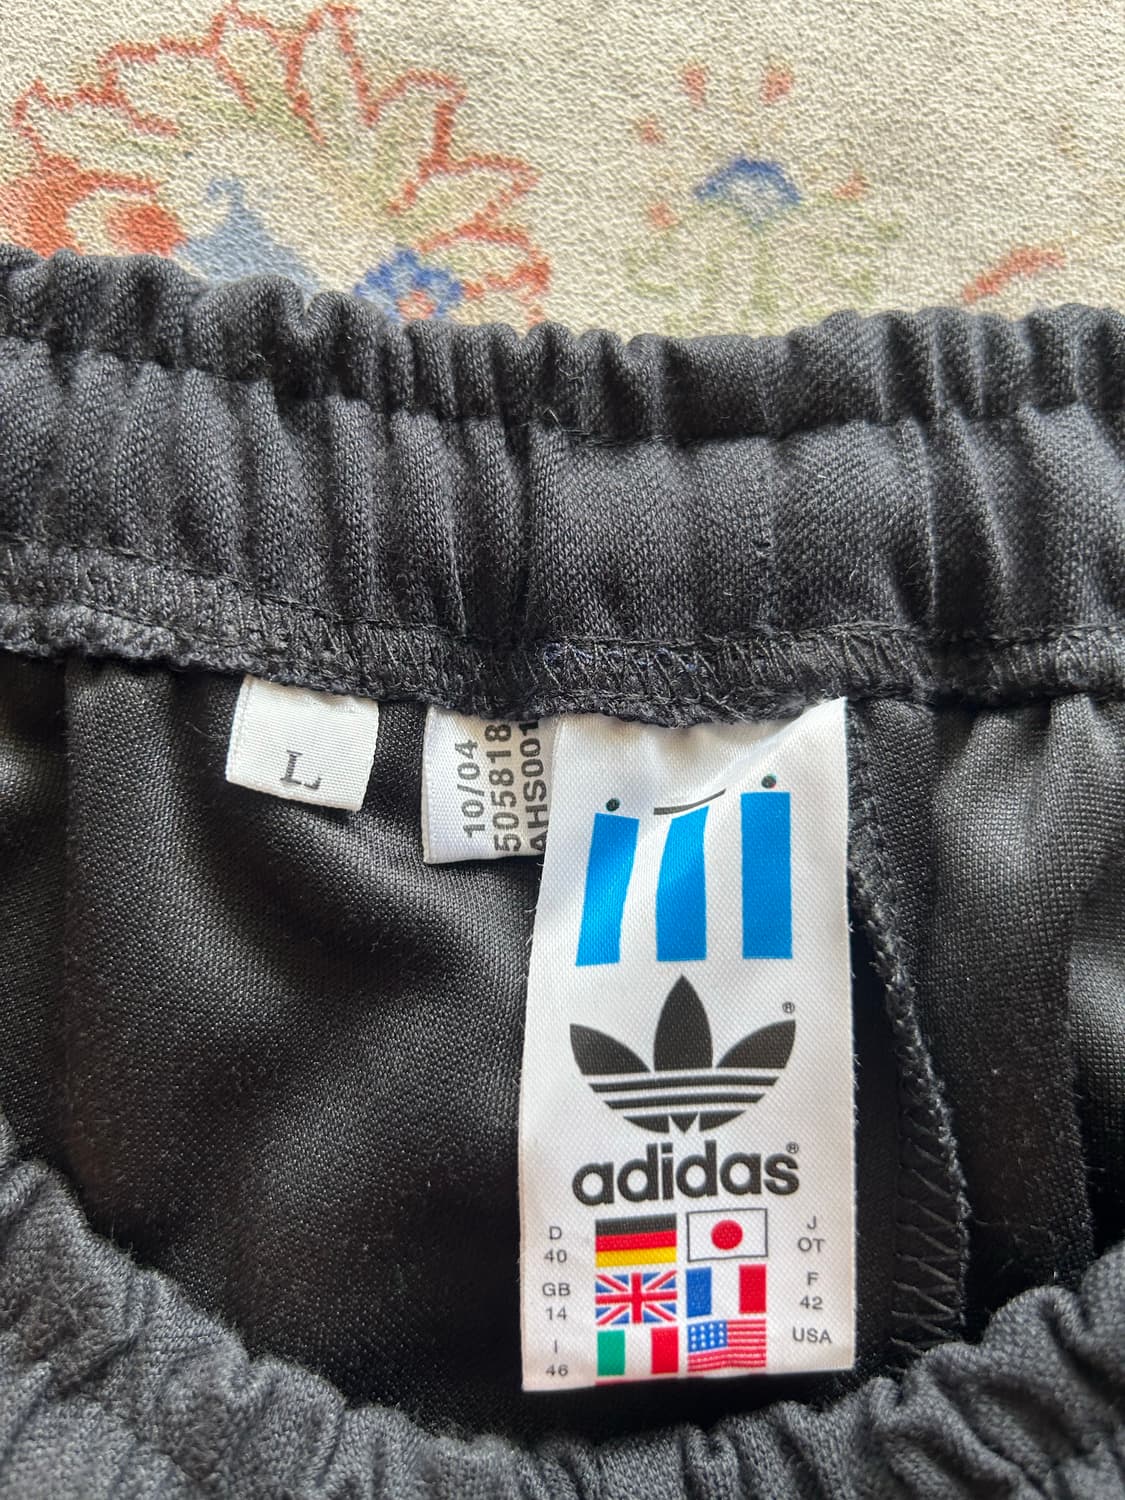 L
10/04
505818
AHS001
®
adidas®
D
40
J
OT
GB
14
F
42
I
46
USA